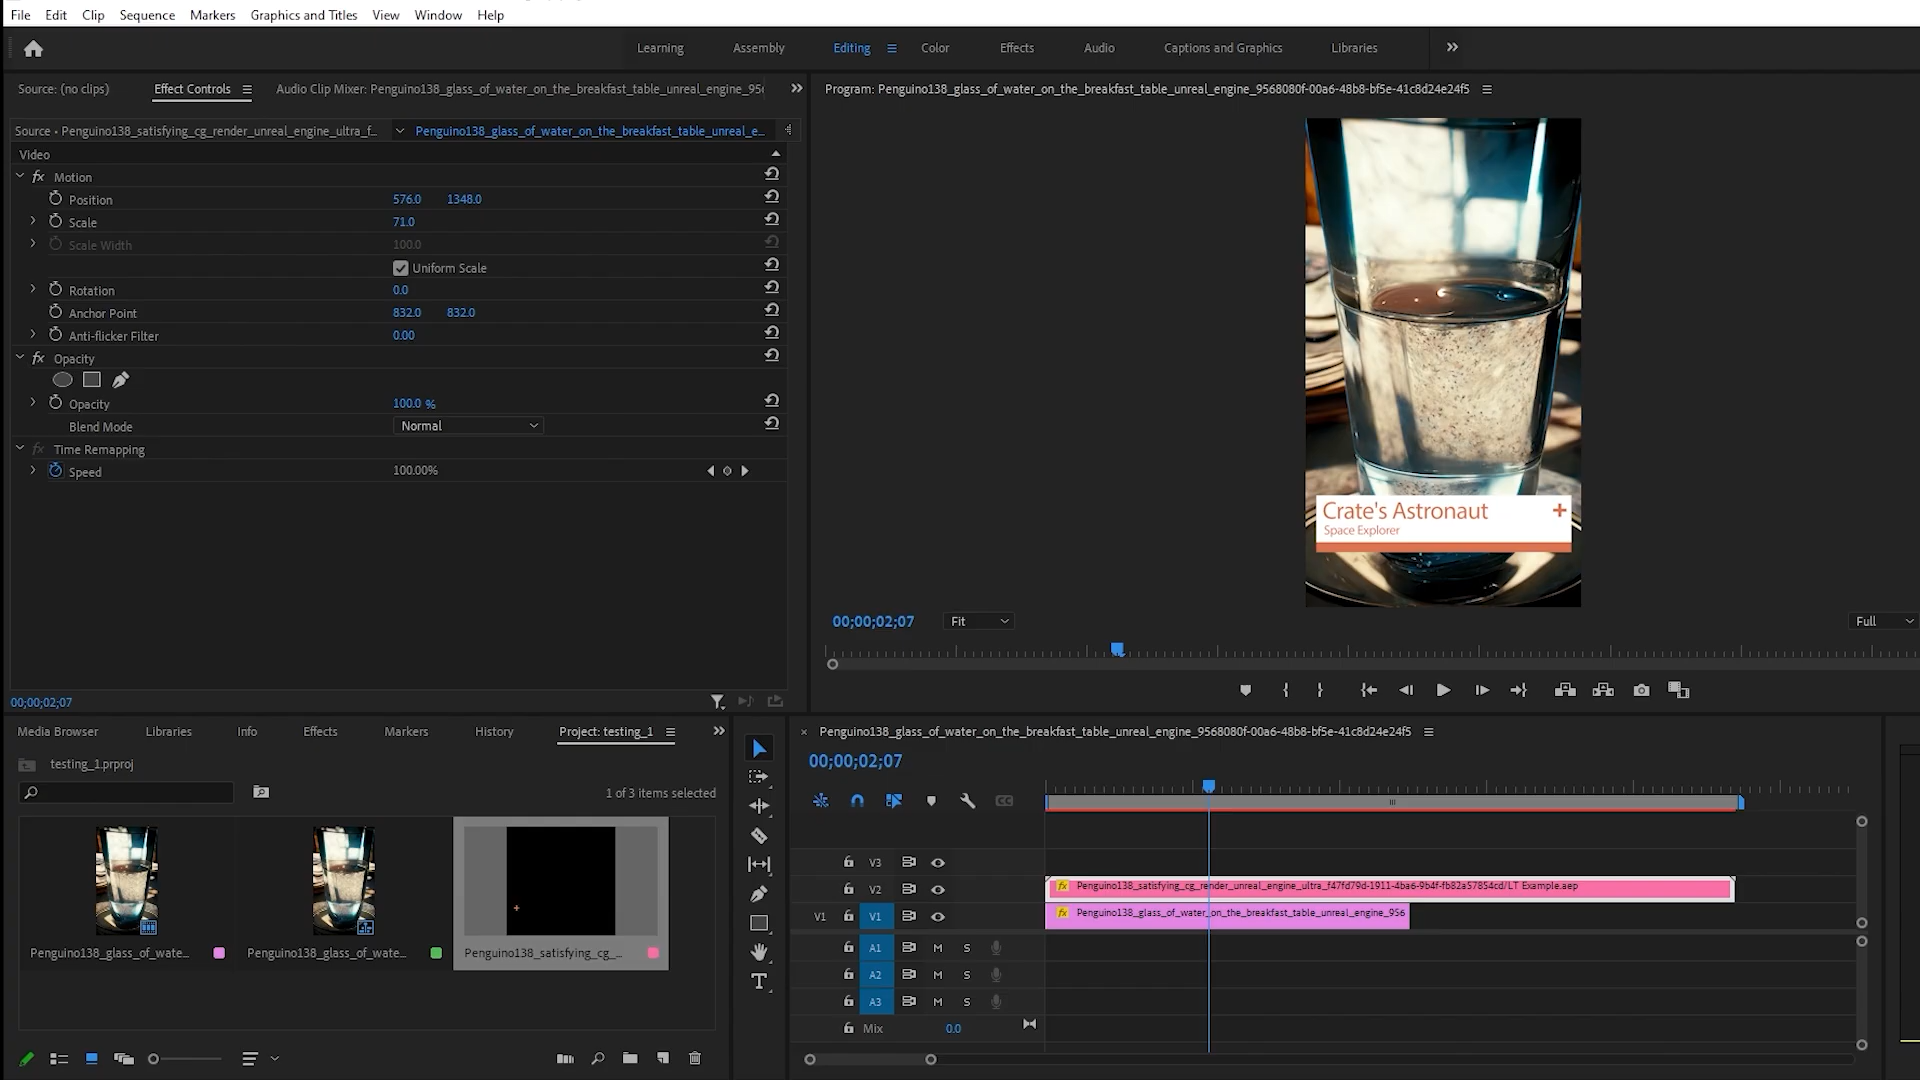 File Edit Clip Sequence Markers Graphics and Titles View Window Help
Learning Assembly Editing Color Effects Audio Captions and Graphics Libraries
Source: (no clips) Effect Controls Audio Clip Mixer: Penguino138_glass_of_water_on_the_breakfast_table_unreal_engine_95
Program: Penguino138_glass_of_water_on_the_breakfast_table_unreal_engine_9568080f-00a6-48b8-bf5e-41c8d24e24f5
Source • Penguino138_satisfying_cg_render_unreal_engine_ultra_f... Penguino138_glass_of_water_on_the_breakfast_table_unreal_e...
Video
fx Motion
Position 576.0 1348.0
Scale 71.0
Scale Width 100.0
Uniform Scale
Rotation 0.0
Anchor Point 832.0 832.0
Anti-flicker Filter 0.00
fx Opacity
Opacity 100.0 %
Blend Mode Normal
fx Time Remapping
Speed 100.00%
Crate's Astronaut
Space Explorer
00;00;02;07 Fit Full
00;00;02;07
Media Browser Libraries Info Effects Markers History Project: testing_1
testing_1.prproj
1 of 3 items selected
Penguino138_glass_of_wate... Penguino138_glass_of_wate... Penguino138_satisfying_cg_...
Penguino138_glass_of_water_on_the_breakfast_table_unreal_engine_9568080f-00a6-48b8-bf5e-41c8d24e24f5
00;00;02;07
V3
V2 fx Penguino138_satisfying_cg_render_unreal_engine_ultra_f47fd79d-1911-4ba6-9b4f-fb82a57854cd/LT Example.aep
V1 V1 fx Penguino138_glass_of_water_on_the_breakfast_table_unreal_engine_956
A1 M S
A2 M S
A3 M S
Mix 0.0